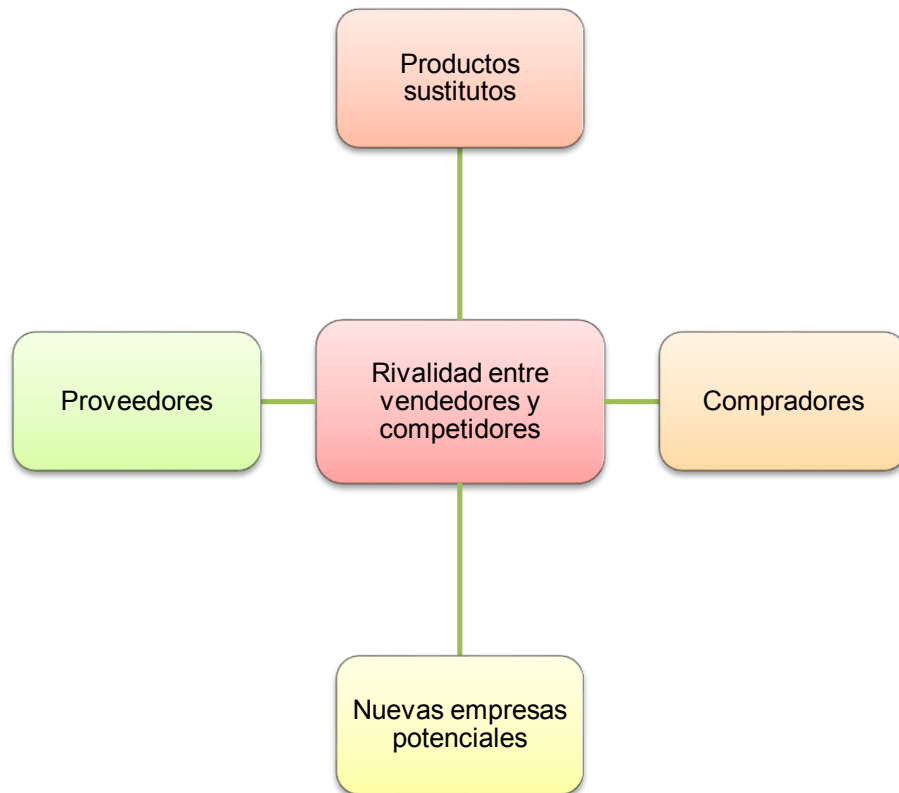 Productos
sustitutos
Proveedores
Rivalidad entre
vendedores y
competidores
Compradores
Nuevas empresas
potenciales